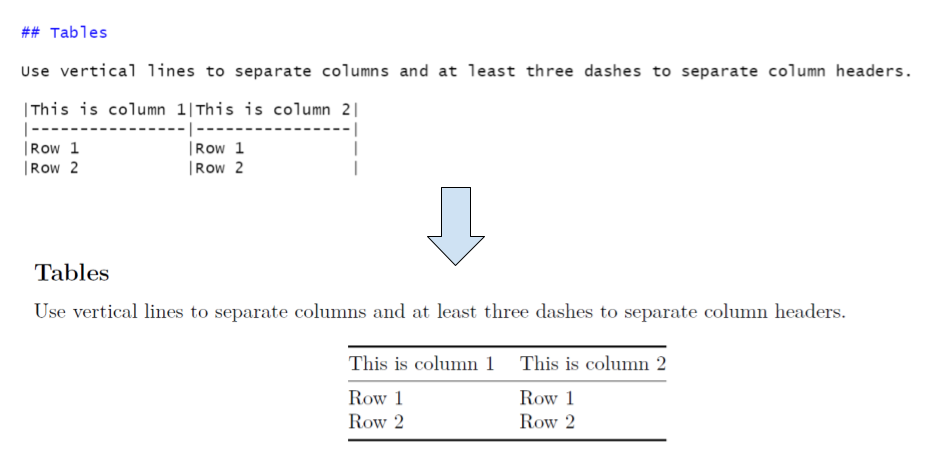 ## Tables
Use vertical lines to separate columns and at least three dashes to separate column headers.
|This is column 1|This is column 2|
|----------------|----------------|
|Row 1           |Row 1           |
|Row 2           |Row 2           |
Tables
Use vertical lines to separate columns and at least three dashes to separate column headers.
This is column 1 This is column 2
Row 1 Row 1
Row 2 Row 2